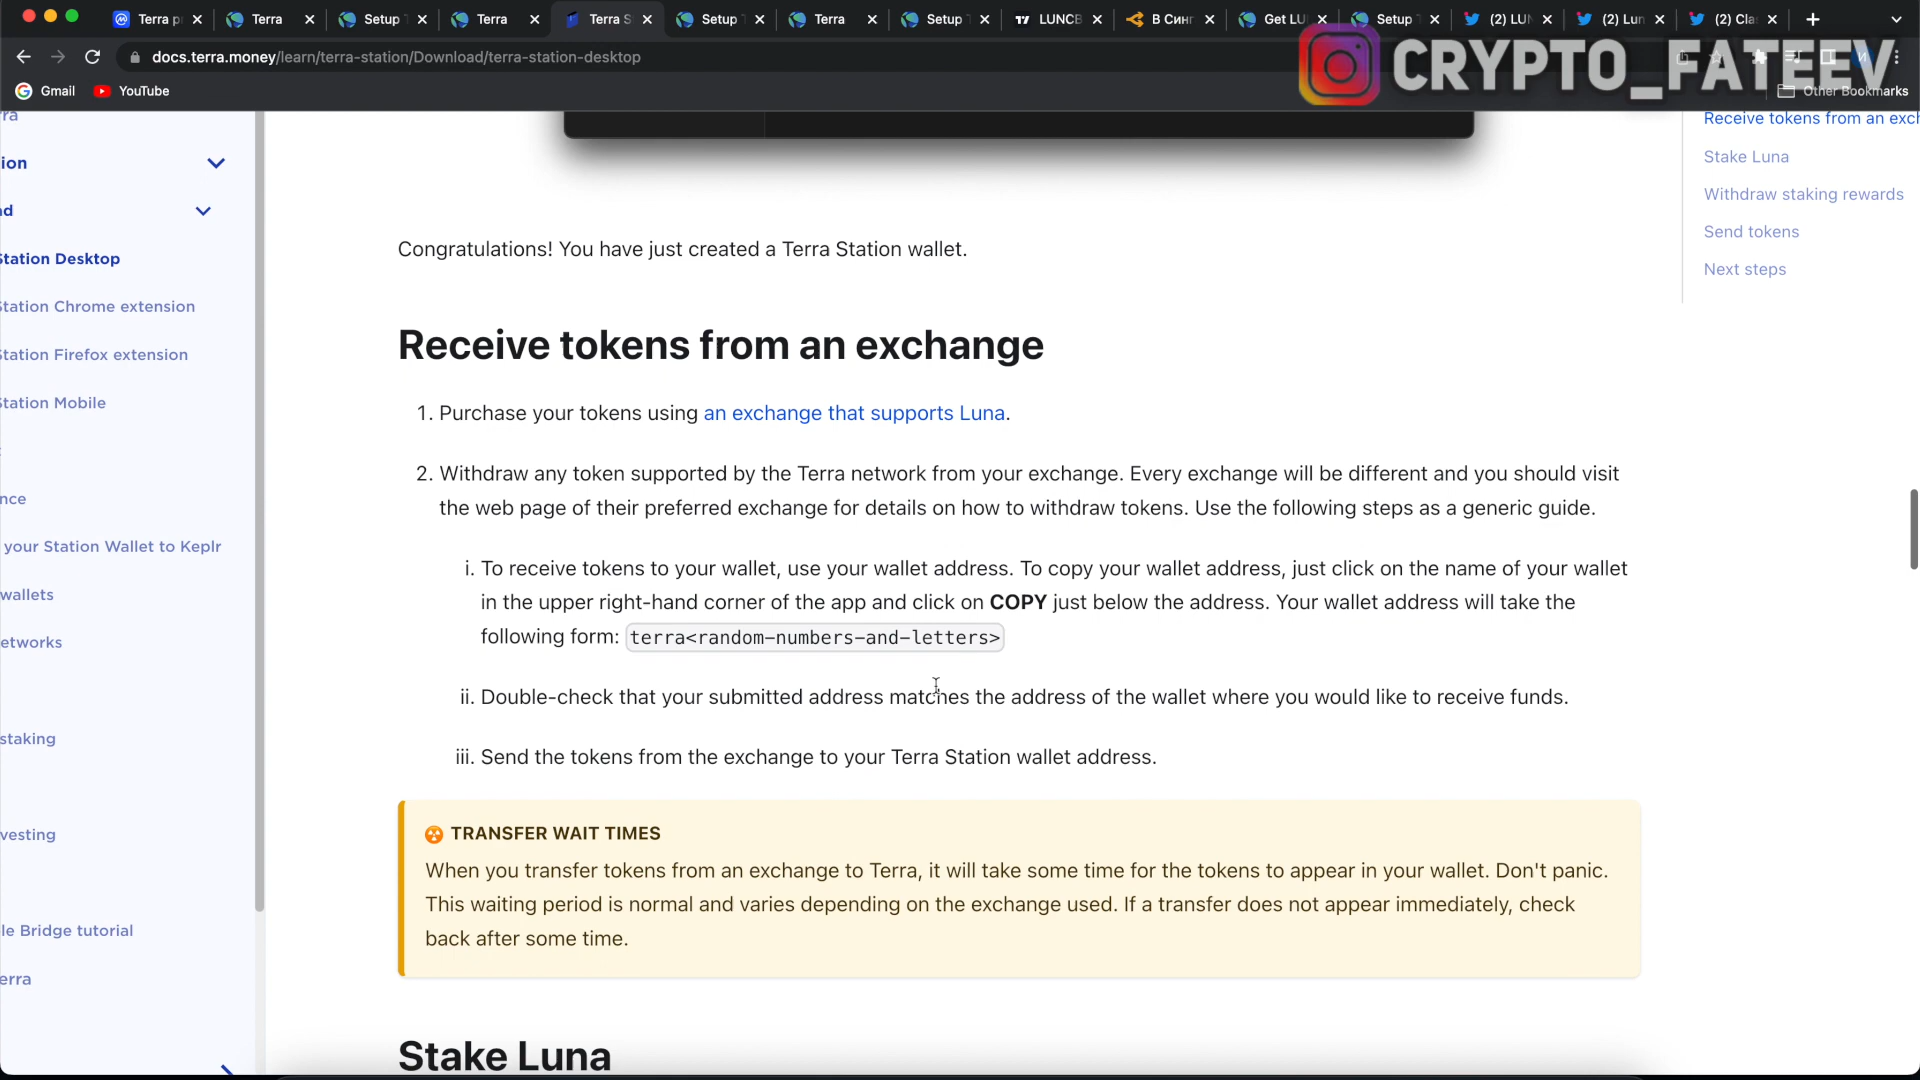 Terra p
Terra
Setup T
Terra
Terra S
Setup T
Terra
Setup T
LUNCB
В Синг
Get LU
Setup T
(2) LUN
(2) Lun
(2) Cla
docs.terra.money/learn/terra-station/Download/terra-station-desktop
CRYPTO_FATEEV
Gmail
YouTube
Other Bookmarks
rra
ion
ad
Station Desktop
Station Chrome extension
Station Firefox extension
Station Mobile
nce
your Station Wallet to Keplr
wallets
etworks
staking
vesting
le Bridge tutorial
erra
Congratulations! You have just created a Terra Station wallet.
Receive tokens from an exchange
1. Purchase your tokens using an exchange that supports Luna.
2. Withdraw any token supported by the Terra network from your exchange. Every exchange will be different and you should visit
the web page of their preferred exchange for details on how to withdraw tokens. Use the following steps as a generic guide.
i. To receive tokens to your wallet, use your wallet address. To copy your wallet address, just click on the name of your wallet
in the upper right-hand corner of the app and click on COPY just below the address. Your wallet address will take the
following form: terra<random-numbers-and-letters>
ii. Double-check that your submitted address matches the address of the wallet where you would like to receive funds.
iii. Send the tokens from the exchange to your Terra Station wallet address.
TRANSFER WAIT TIMES
When you transfer tokens from an exchange to Terra, it will take some time for the tokens to appear in your wallet. Don't panic.
This waiting period is normal and varies depending on the exchange used. If a transfer does not appear immediately, check
back after some time.
Stake Luna
Receive tokens from an exch
Stake Luna
Withdraw staking rewards
Send tokens
Next steps